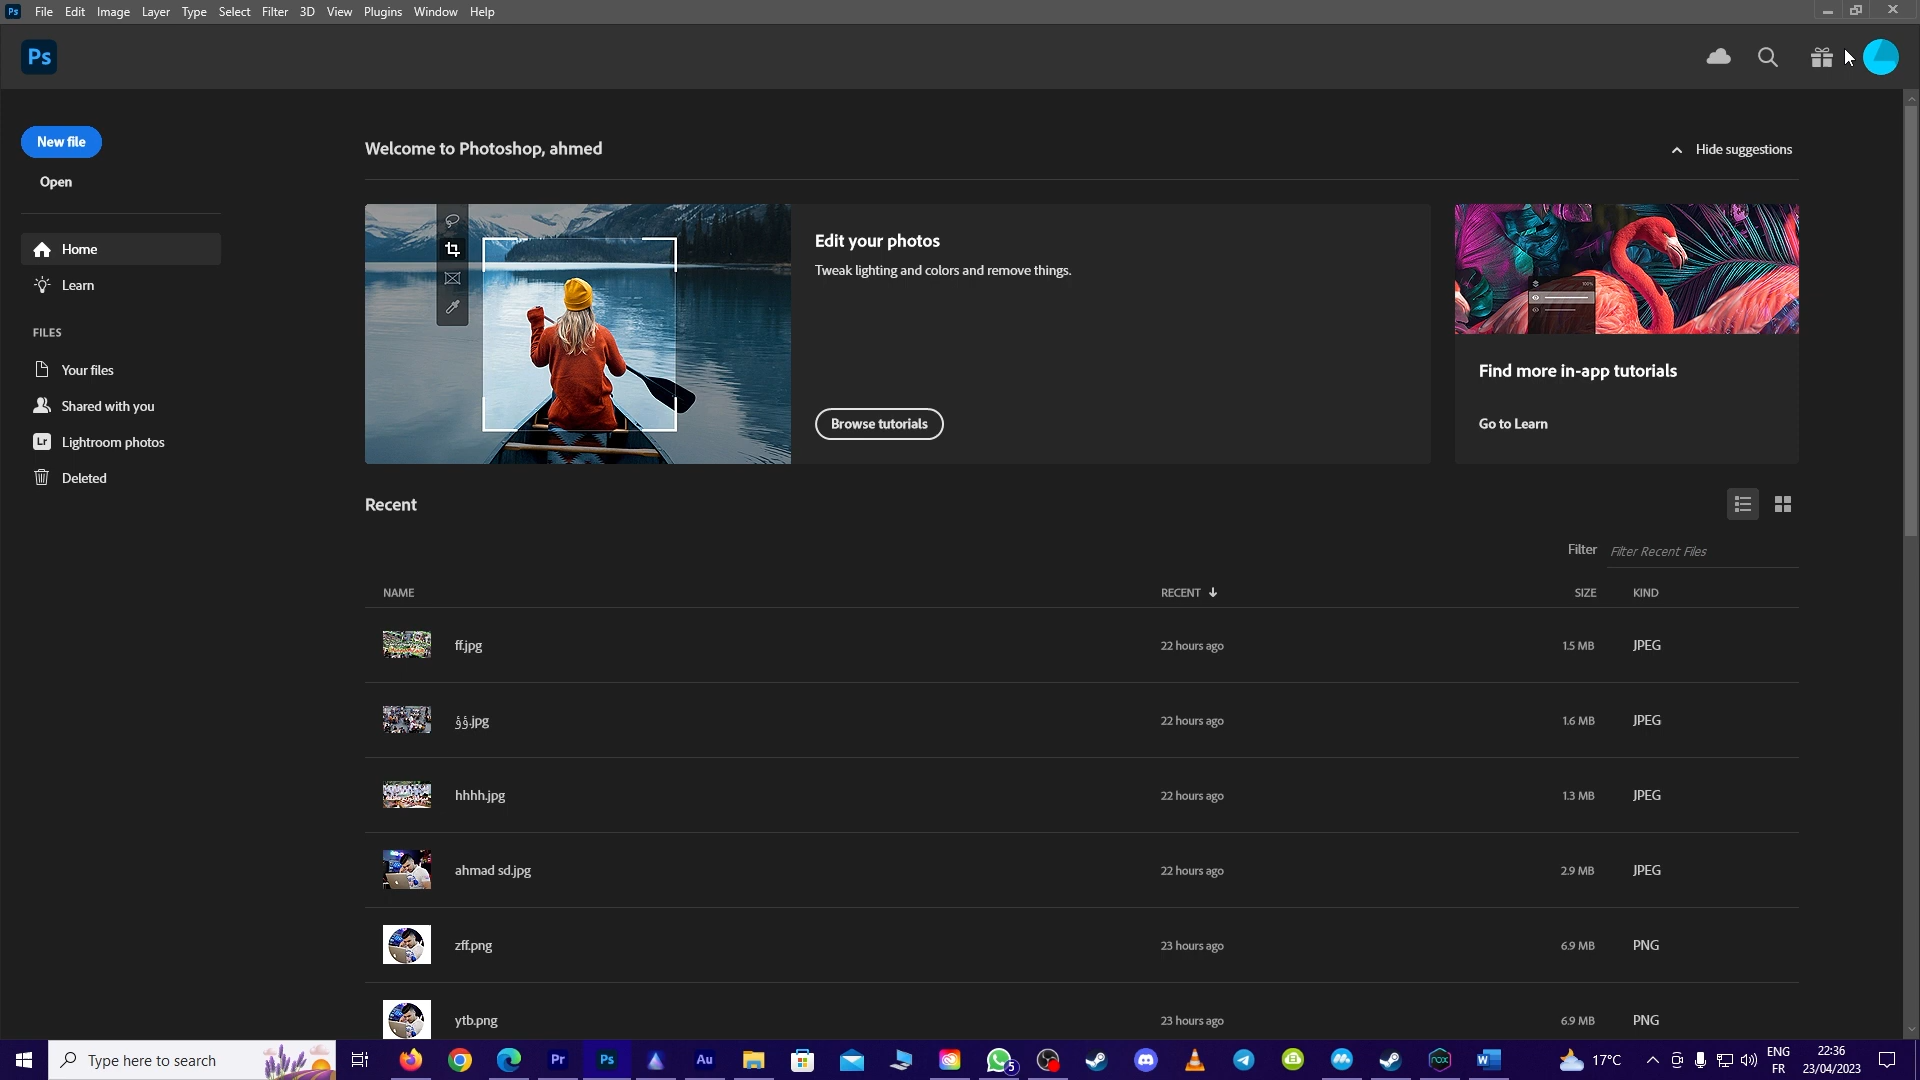 Ps File Edit Image Layer Type Select Filter 3D View Plugins Window Help
Ps
New file
Open
Home
Learn
FILES
Your files
Shared with you
Lr Lightroom photos
Deleted
Welcome to Photoshop, ahmed
Hide suggestions
Edit your photos
Tweak lighting and colors and remove things.
Browse tutorials
100%
Find more in-app tutorials
Go to Learn
Recent
Filter Filter Recent Files
NAME RECENT SIZE KIND
ff.jpg 22 hours ago 1.5 MB JPEG
ؤؤ.jpg 22 hours ago 1.6 MB JPEG
hhhh.jpg 22 hours ago 1.3 MB JPEG
ahmad sd.jpg 22 hours ago 2.9 MB JPEG
zff.png 23 hours ago 6.9 MB PNG
ytb.png 23 hours ago 6.9 MB PNG
Type here to search
Pr Ps Au 5 nox W
17°C
ENG
FR
22:36
23/04/2023